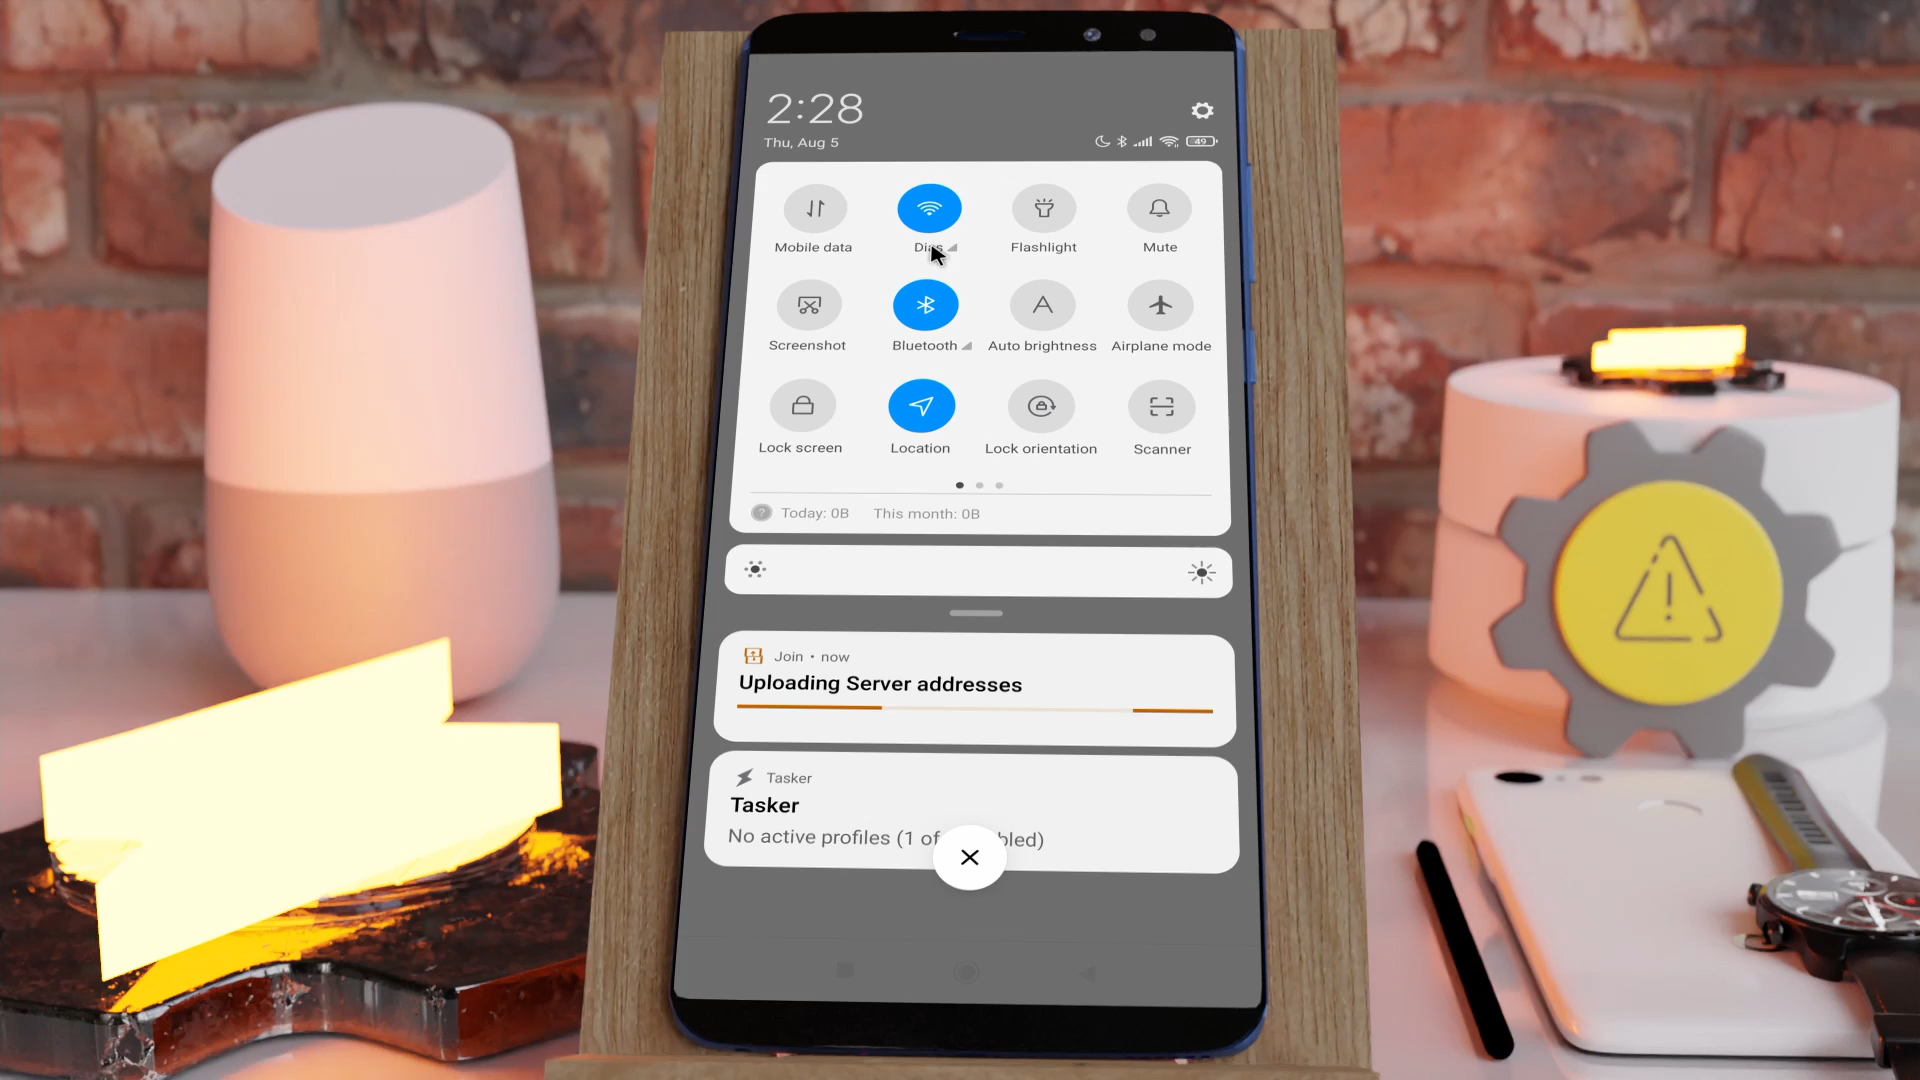 2:28
Thu, Aug 5
49
Mobile data
Flashlight
Mute
Screenshot
Bluetooth
Auto brightness
Airplane mode
Lock screen
Location
Lock orientation
Scanner
? Today: 0B This month: 0B
Join • now
Uploading Server addresses
Tasker
Tasker
No active profiles (1 of